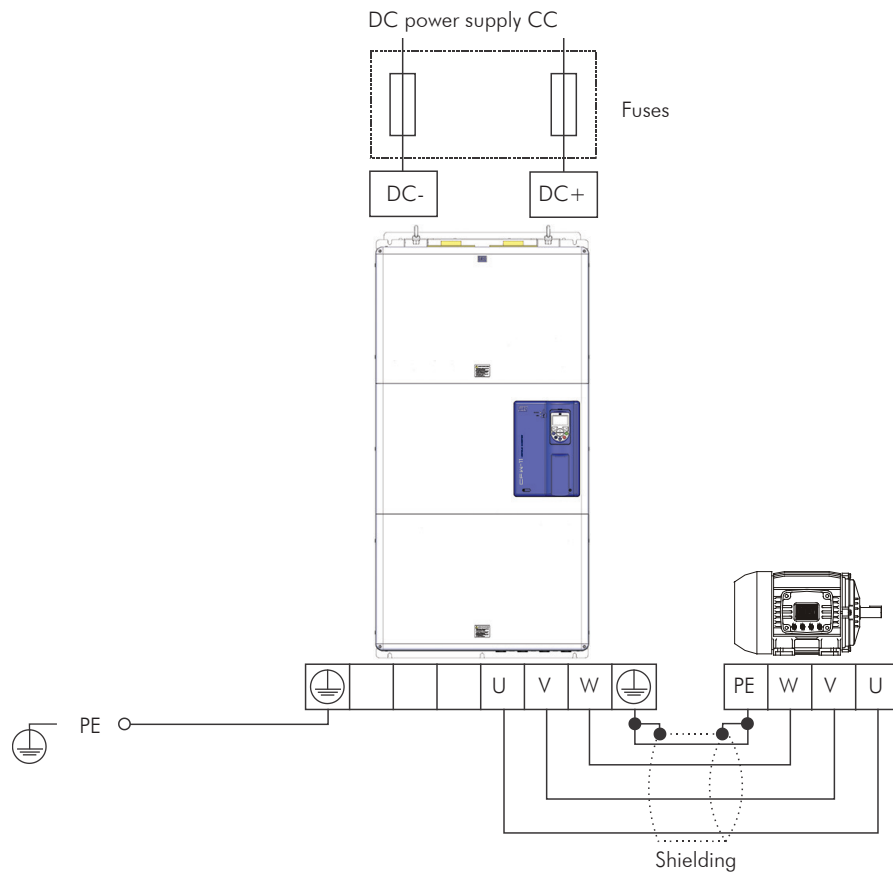 DC power supply CC
Fuses
DC-
DC+
U
V
W
PE
W
V
U
PE
Shielding